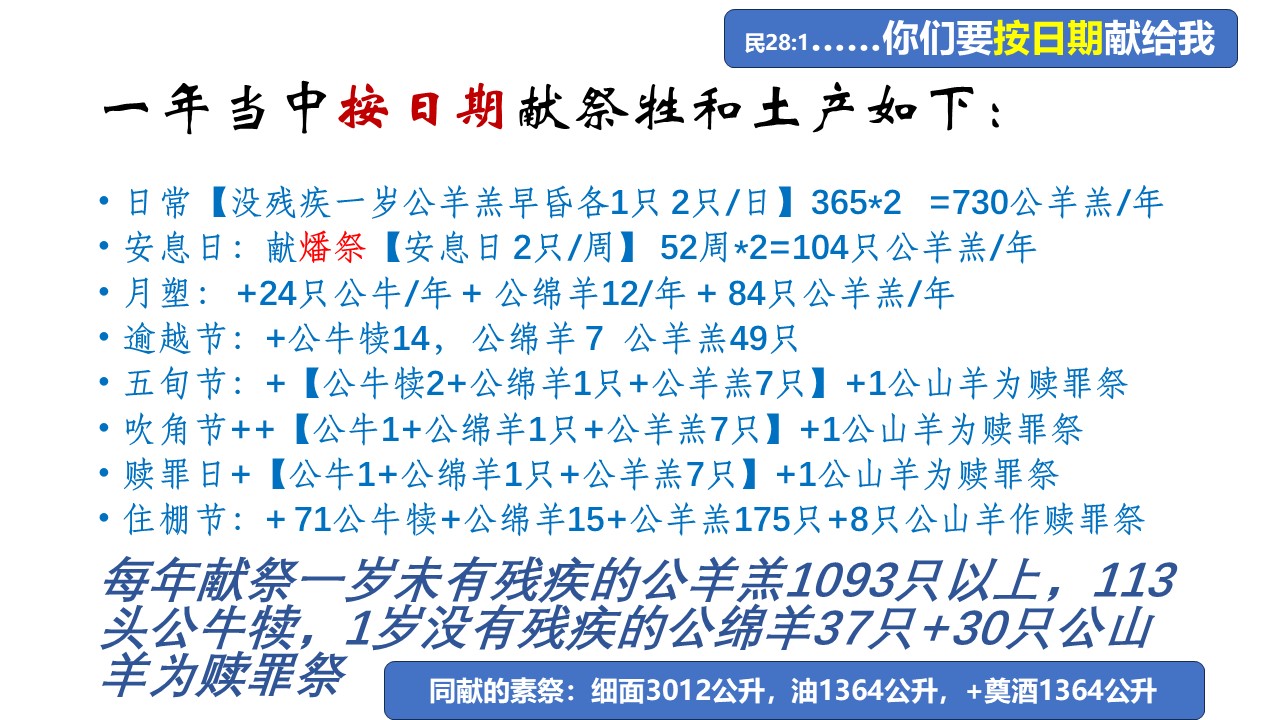 民28:1……你们要按日期献给我
一年当中按日期献祭牲和土产如下：
• 日常【没残疾一岁公羊羔早昏各1只 2只/日】365*2 =730公羊羔/年
• 安息日：献燔祭【安息日 2只/周】 52周*2=104只公羊羔/年
• 月塑： +24只公牛/年 + 公绵羊12/年 + 84只公羊羔/年
• 逾越节：+公牛犊14， 公绵羊 7 公羊羔49只
• 五旬节：+【公牛犊2+公绵羊1只+公羊羔7只】+1公山羊为赎罪祭
• 吹角节++【公牛1+公绵羊1只+公羊羔7只】+1公山羊为赎罪祭
• 赎罪日+【公牛1+公绵羊1只+公羊羔7只】+1公山羊为赎罪祭
• 住棚节：+ 71公牛犊+公绵羊15+公羊羔175只+8只公山羊作赎罪祭
每年献祭一岁未有残疾的公羊羔1093只以上，113
头公牛犊，1岁没有残疾的公绵羊37只+30只公山
羊为赎罪祭
同献的素祭：细面3012公升，油1364公升，+奠酒1364公升